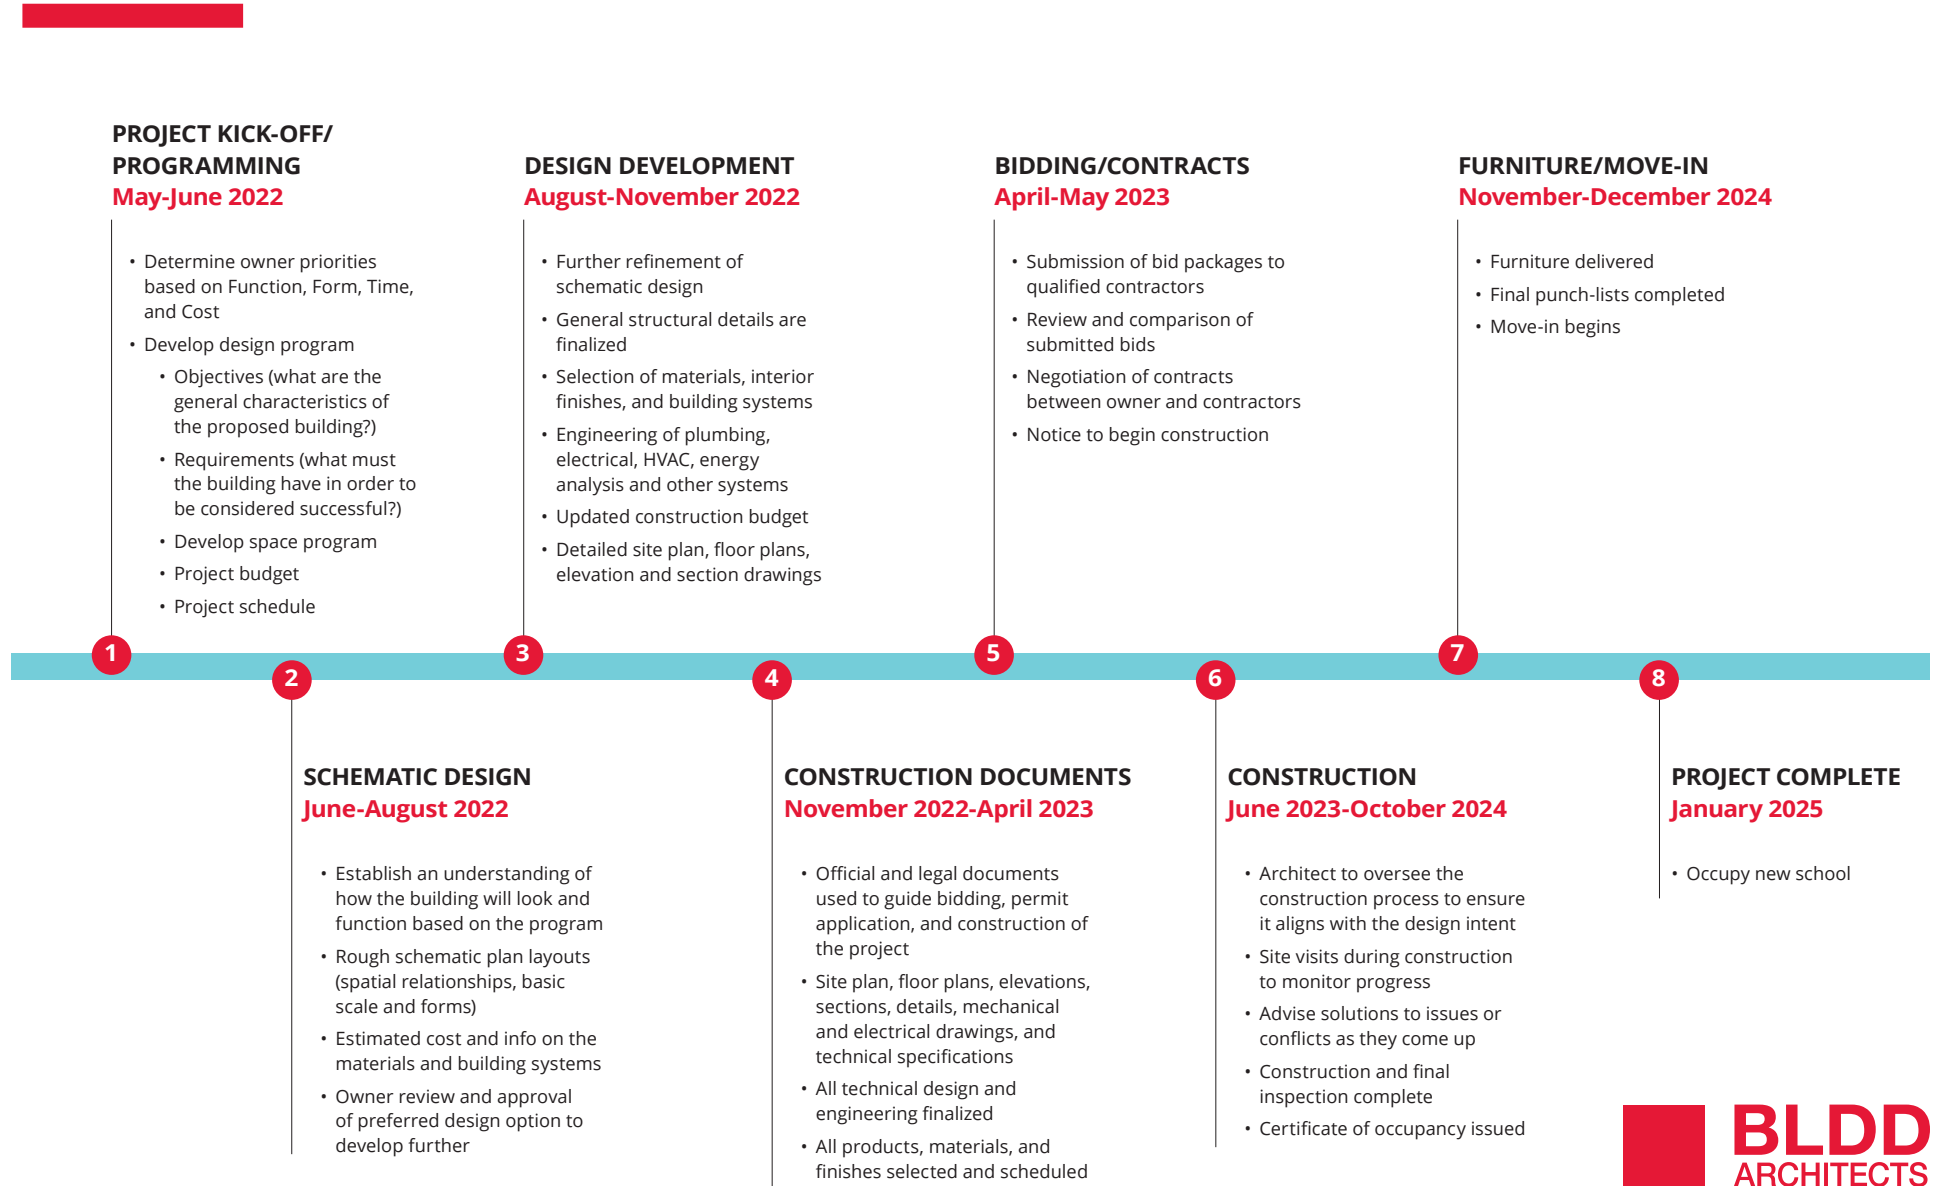 PROJECT KICK-OFF/
PROGRAMMING
May-June 2022
• Determine owner priorities
based on Function, Form, Time,
and Cost
• Develop design program
• Objectives (what are the
general characteristics of
the proposed building?)
• Requirements (what must
the building have in order to
be considered successful?)
• Develop space program
• Project budget
• Project schedule
DESIGN DEVELOPMENT
August-November 2022
• Further refinement of
schematic design
• General structural details are
finalized
• Selection of materials, interior
finishes, and building systems
• Engineering of plumbing,
electrical, HVAC, energy
analysis and other systems
• Updated construction budget
• Detailed site plan, floor plans,
elevation and section drawings
BIDDING/CONTRACTS
April-May 2023
• Submission of bid packages to
qualified contractors
• Review and comparison of
submitted bids
• Negotiation of contracts
between owner and contractors
• Notice to begin construction
FURNITURE/MOVE-IN
November-December 2024
• Furniture delivered
• Final punch-lists completed
• Move-in begins
1
2
3
4
5
6
7
8
SCHEMATIC DESIGN
June-August 2022
• Establish an understanding of
how the building will look and
function based on the program
• Rough schematic plan layouts
(spatial relationships, basic
scale and forms)
• Estimated cost and info on the
materials and building systems
• Owner review and approval
of preferred design option to
develop further
CONSTRUCTION DOCUMENTS
November 2022-April 2023
• Official and legal documents
used to guide bidding, permit
application, and construction of
the project
• Site plan, floor plans, elevations,
sections, details, mechanical
and electrical drawings, and
technical specifications
• All technical design and
engineering finalized
• All products, materials, and
finishes selected and scheduled
CONSTRUCTION
June 2023-October 2024
• Architect to oversee the
construction process to ensure
it aligns with the design intent
• Site visits during construction
to monitor progress
• Advise solutions to issues or
conflicts as they come up
• Construction and final
inspection complete
• Certificate of occupancy issued
PROJECT COMPLETE
January 2025
• Occupy new school
BLDD
ARCHITECTS